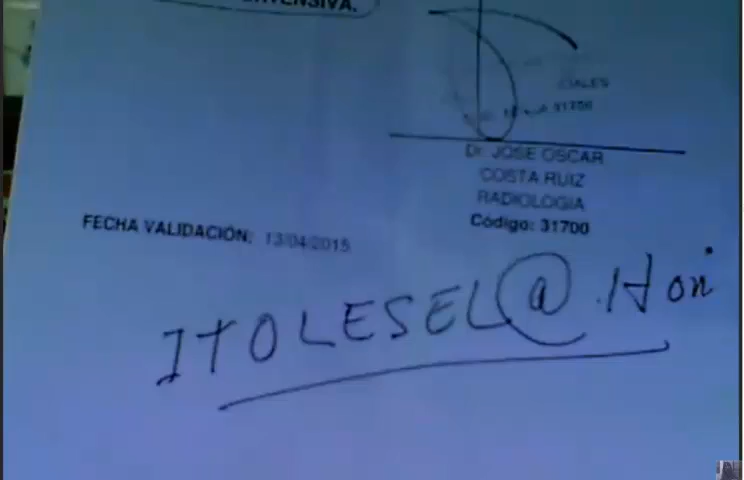 Dr. JOSE OSCAR
COSTA RUIZ
RADIOLOGIA
Código: 31700
FECHA VALIDACIÓN: 13/04/2015
ITOLESEL@.Hon